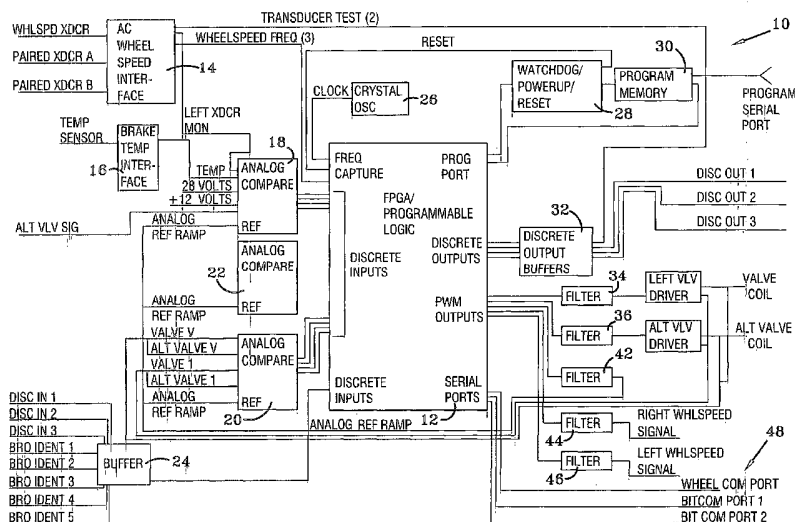 TRANSDUCER TEST (2)
10
WHLSPD XDCR
AC
WHEEL
SPEED
INTER-
FACE
14
PAIRED XDCR A
PAIRED XDCR B
WHEELSPEED FREQ (3)
RESET
CLOCK
CRYSTAL
OSC
26
WATCHDOG/
POWERUP/
RESET
28
PROGRAM
MEMORY
30
PROGRAM
SERIAL
PORT
TEMP
SENSOR
BRAKE
TEMP
INTER-
FACE
16
LEFT XDCR
MON
TEMP
28 VOLTS
+12 VOLTS
ALT VLV SIG
ANALOG
REF RAMP
18
ANALOG
COMPARE
REF
22
ANALOG
COMPARE
REF
ANALOG
REF RAMP
VALVE V
ALT VALVE V
VALVE 1
ALT VALVE 1
ANALOG
REF RAMP
ANALOG
COMPARE
REF
20
FREQ
CAPTURE
PROG
PORT
FPGA/
PROGRAMMABLE
LOGIC
DISCRETE
INPUTS
DISCRETE
OUTPUTS
PWM
OUTPUTS
DISCRETE
INPUTS
SERIAL
PORTS
12
ANALOG REF RAMP
32
DISCRETE
OUTPUT
BUFFERS
DISC OUT 1
DISC OUT 2
DISC OUT 3
34
FILTER
LEFT VLV
DRIVER
VALVE
COIL
36
FILTER
ALT VLV
DRIVER
ALT VALVE
COIL
42
FILTER
FILTER
44
RIGHT WHLSPEED
SIGNAL
FILTER
46
LEFT WHLSPEED
SIGNAL
48
WHEEL COM PORT
BITCOM PORT 1
BIT COM PORT 2
DISC IN 1
DISC IN 2
DISC IN 3
BRO IDENT 1
BRO IDENT 2
BRO IDENT 3
BRO IDENT 4
BRO IDENT 5
BUFFER
24